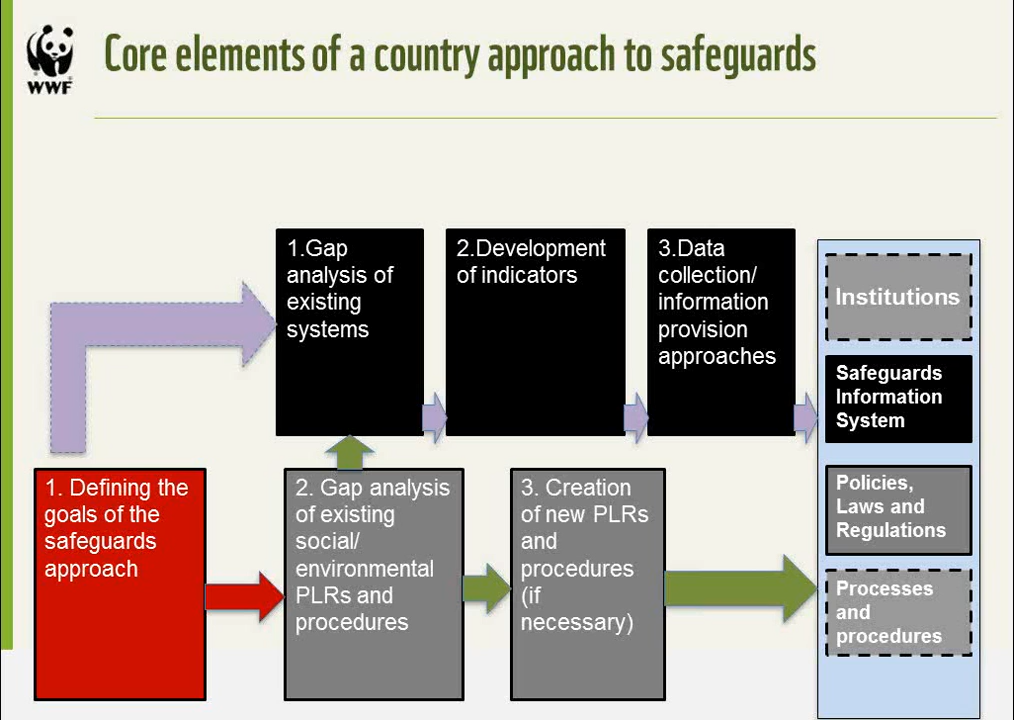 Core elements of a country approach to safeguards
WWF
1.Gap
analysis of
existing
systems
2.Development
of indicators
3.Data
collection/
information
provision
approaches
Institutions
Safeguards
Information
System
Policies,
Laws and
Regulations
Processes
and
procedures
1. Defining the
goals of the
safeguards
approach
2. Gap analysis
of existing
social/
environmental
PLRs and
procedures
3. Creation
of new PLRs
and
procedures
(if
necessary)